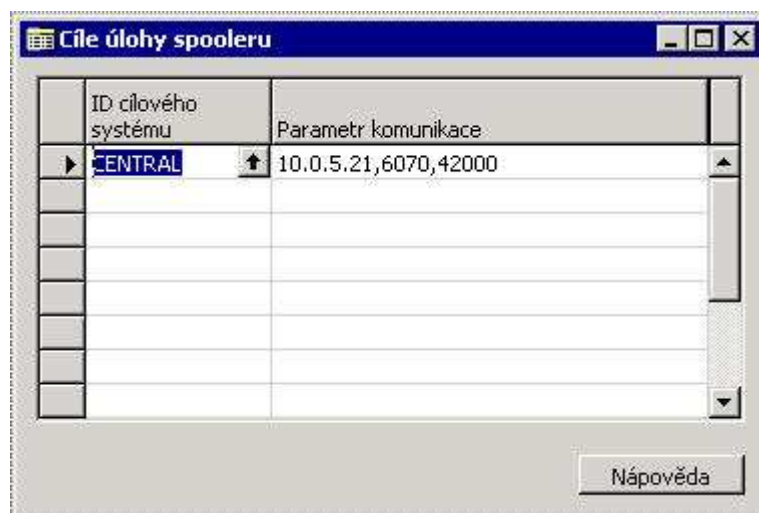 Cíle úlohy spooleru
ID cílového
systému
Parametr komunikace
CENTRAL
10.0.5.21,6070,42000
Nápověda